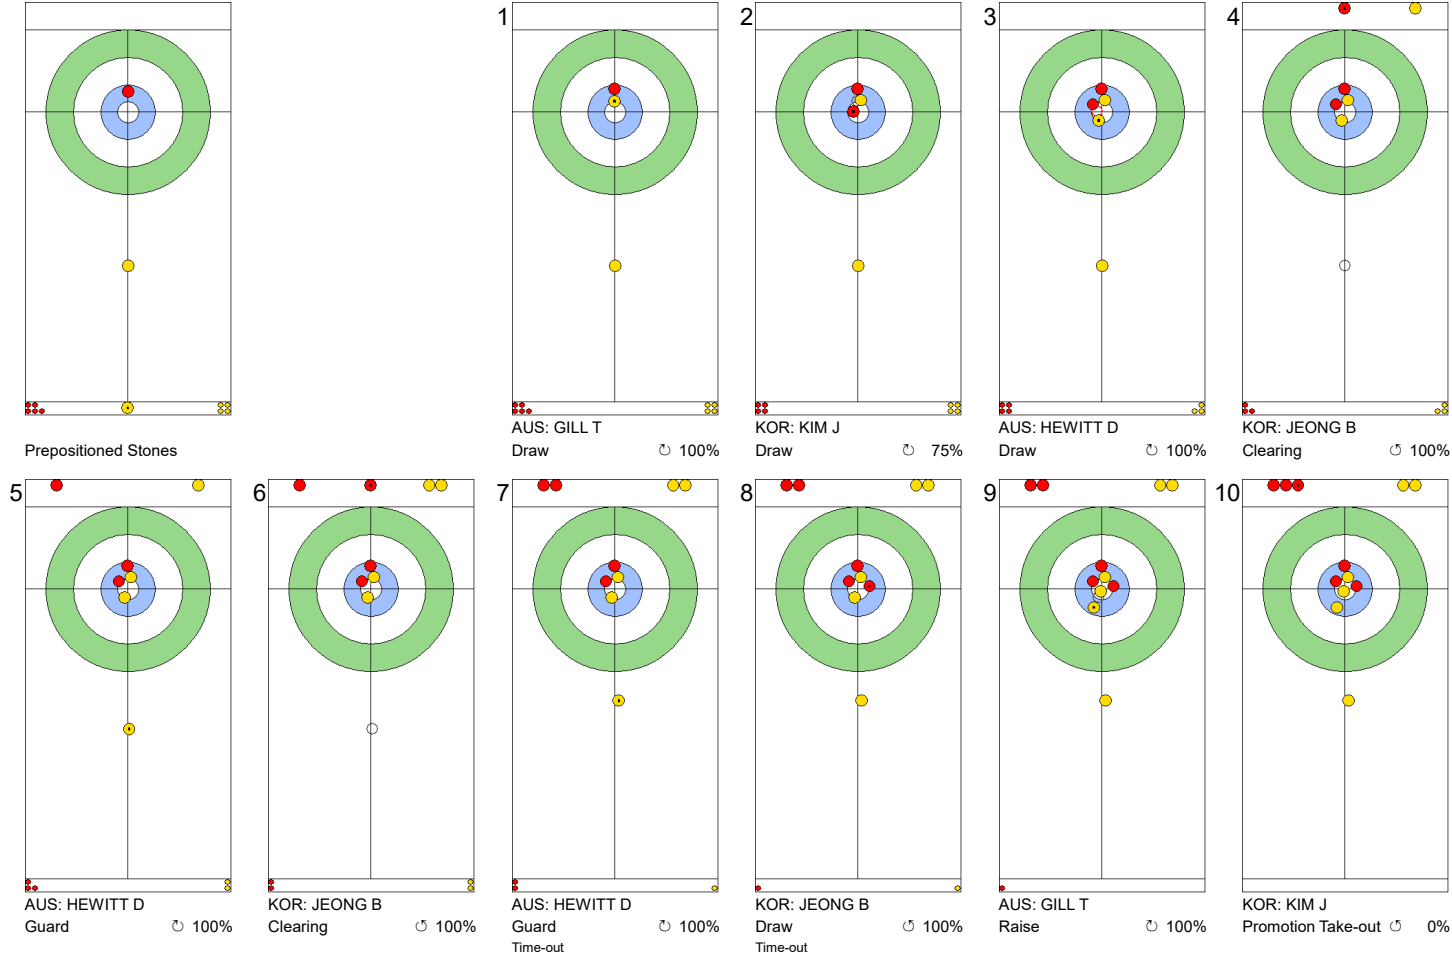 1
2
3
4
Prepositioned Stones
AUS: GILL T
Draw ↻ 100%
KOR: KIM J
Draw ↻ 75%
AUS: HEWITT D
Draw ↻ 100%
KOR: JEONG B
Clearing ↺ 100%
5
6
7
8
9
10
AUS: HEWITT D
Guard ↻ 100%
KOR: JEONG B
Clearing ↺ 100%
AUS: HEWITT D
Guard ↻ 100%
Time-out
KOR: JEONG B
Draw ↺ 100%
Time-out
AUS: GILL T
Raise ↻ 100%
KOR: KIM J
Promotion Take-out ↺ 0%